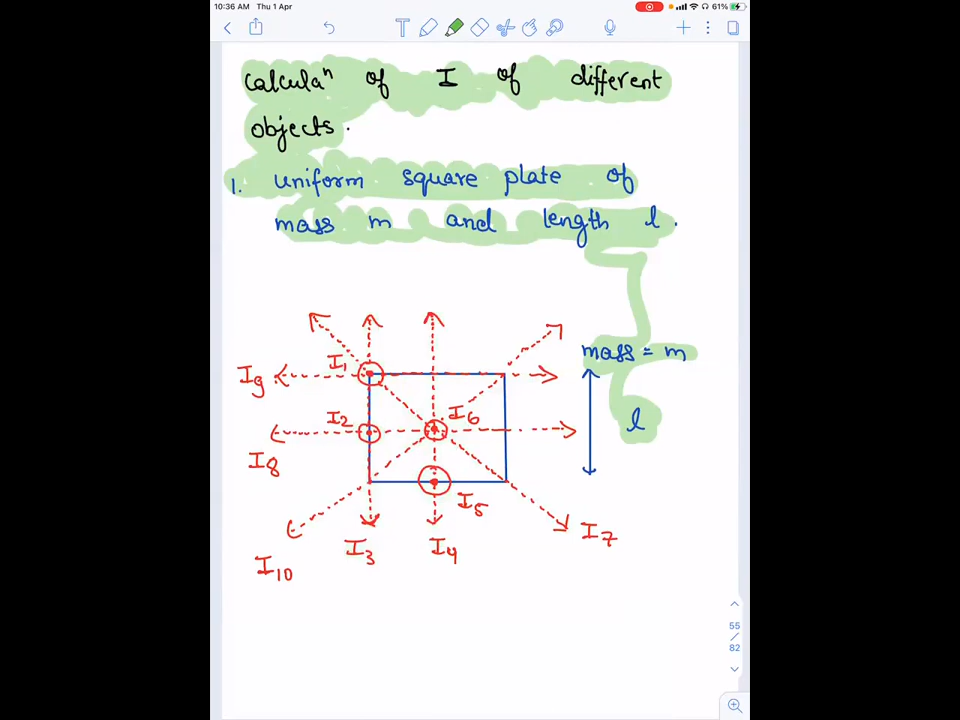 10:36 AM Thu 1 Apr
61%
T
calculaⁿ of I of different
objects.
1. uniform square plate of
mass m and length l.
mass = m
I1
I9
I2
I6
l
I8
I5
I7
I3
I4
I10
55
/
82